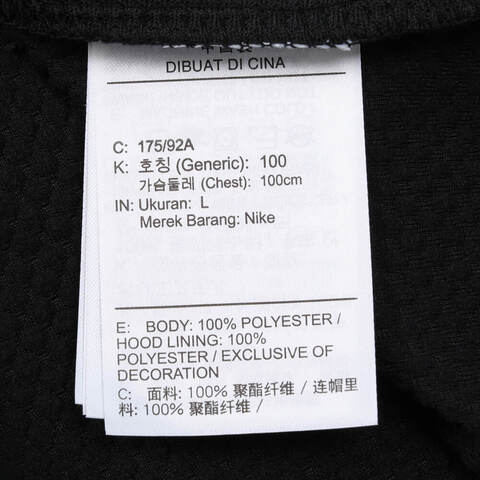 DIBUAT DI CINA
C: 175/92A
K: 호칭 (Generic): 100
가슴둘레 (Chest): 100cm
IN: Ukuran: L
Merek Barang: Nike
E: BODY: 100% POLYESTER /
HOOD LINING: 100%
POLYESTER / EXCLUSIVE OF
DECORATION
C: 面料: 100% 聚酯纤维 / 连帽里
料: 100% 聚酯纤维 /